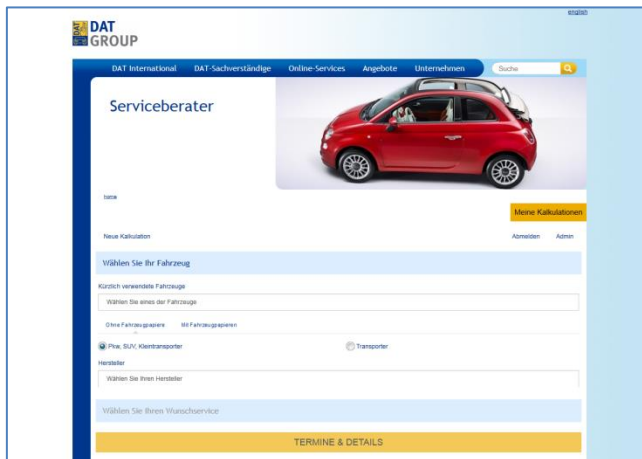 english
DAT
DAT
GROUP
DAT International DAT-Sachverständige Online-Services Angebote Unternehmen Suche
Serviceberater
home
Meine Kalkulationen
Neue Kalkulation Abmelden Admin
Wählen Sie Ihr Fahrzeug
Kürzlich verwendete Fahrzeuge
Wählen Sie eines der Fahrzeuge
Ohne Fahrzeugpapiere Mit Fahrzeugpapieren
Pkw, SUV, Kleintransporter Transporter
Hersteller
Wählen Sie Ihren Hersteller
Wählen Sie Ihren Wunschservice
TERMINE & DETAILS